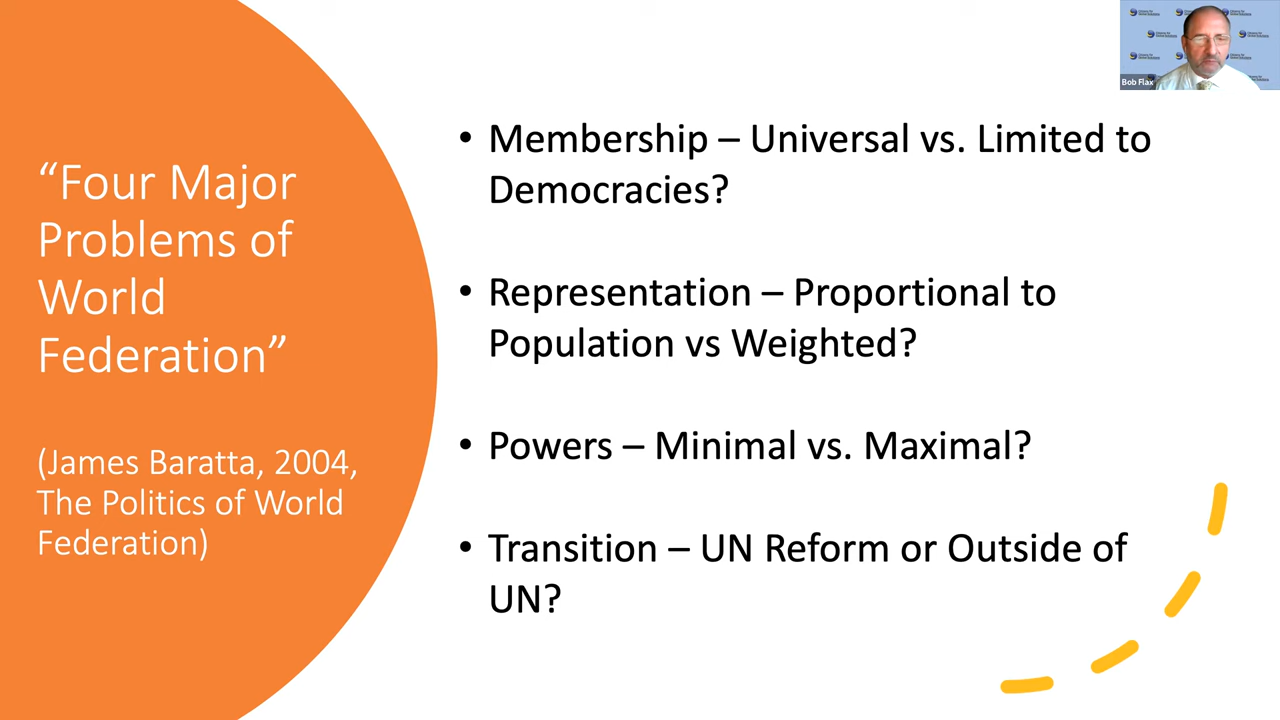 “Four Major
Problems of
World
Federation”
(James Baratta, 2004,
The Politics of World
Federation)
• Membership – Universal vs. Limited to
Democracies?
• Representation – Proportional to
Population vs Weighted?
• Powers – Minimal vs. Maximal?
• Transition – UN Reform or Outside of
UN?
Bob Flax